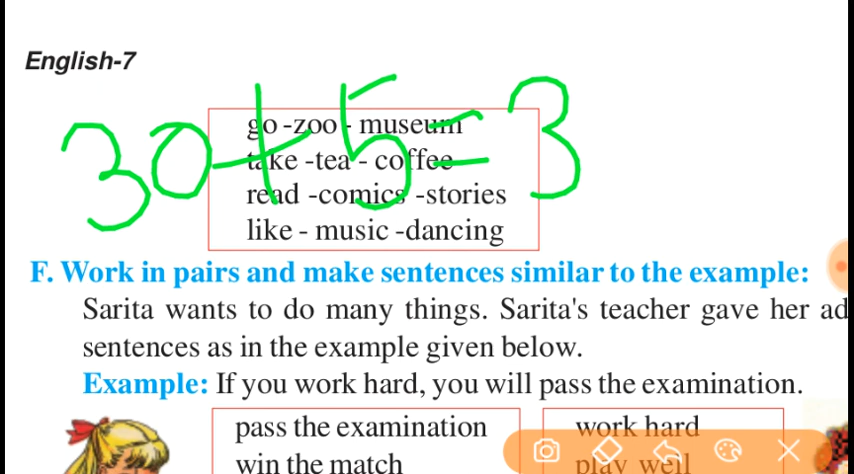 English-7
30+5=3
go -zoo - museum
take -tea - coffee
read -comics -stories
like - music -dancing
F. Work in pairs and make sentences similar to the example:
Sarita wants to do many things. Sarita's teacher gave her ad
sentences as in the example given below.
Example: If you work hard, you will pass the examination.
pass the examination
work hard
win the match
play well